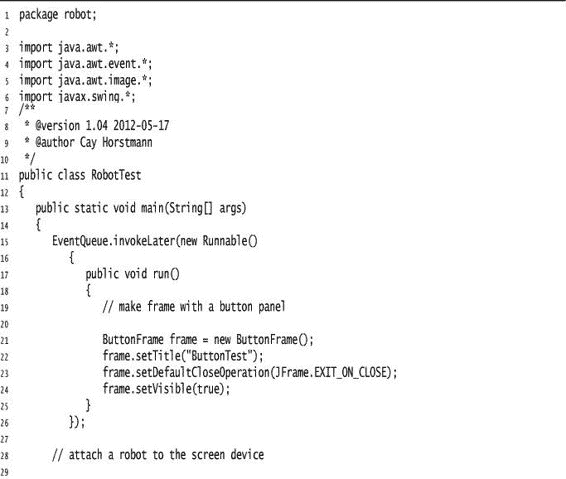 1 package robot;
2
3 import java.awt.*;
4 import java.awt.event.*;
5 import java.awt.image.*;
6 import javax.swing.*;
7 /**
8  * @version 1.04 2012-05-17
9  * @author Cay Horstmann
10  */
11 public class RobotTest
12 {
13    public static void main(String[] args)
14    {
15       EventQueue.invokeLater(new Runnable()
16          {
17             public void run()
18             {
19                // make frame with a button panel
20
21                ButtonFrame frame = new ButtonFrame();
22                frame.setTitle("ButtonTest");
23                frame.setDefaultCloseOperation(JFrame.EXIT_ON_CLOSE);
24                frame.setVisible(true);
25             }
26          });
27
28       // attach a robot to the screen device
29